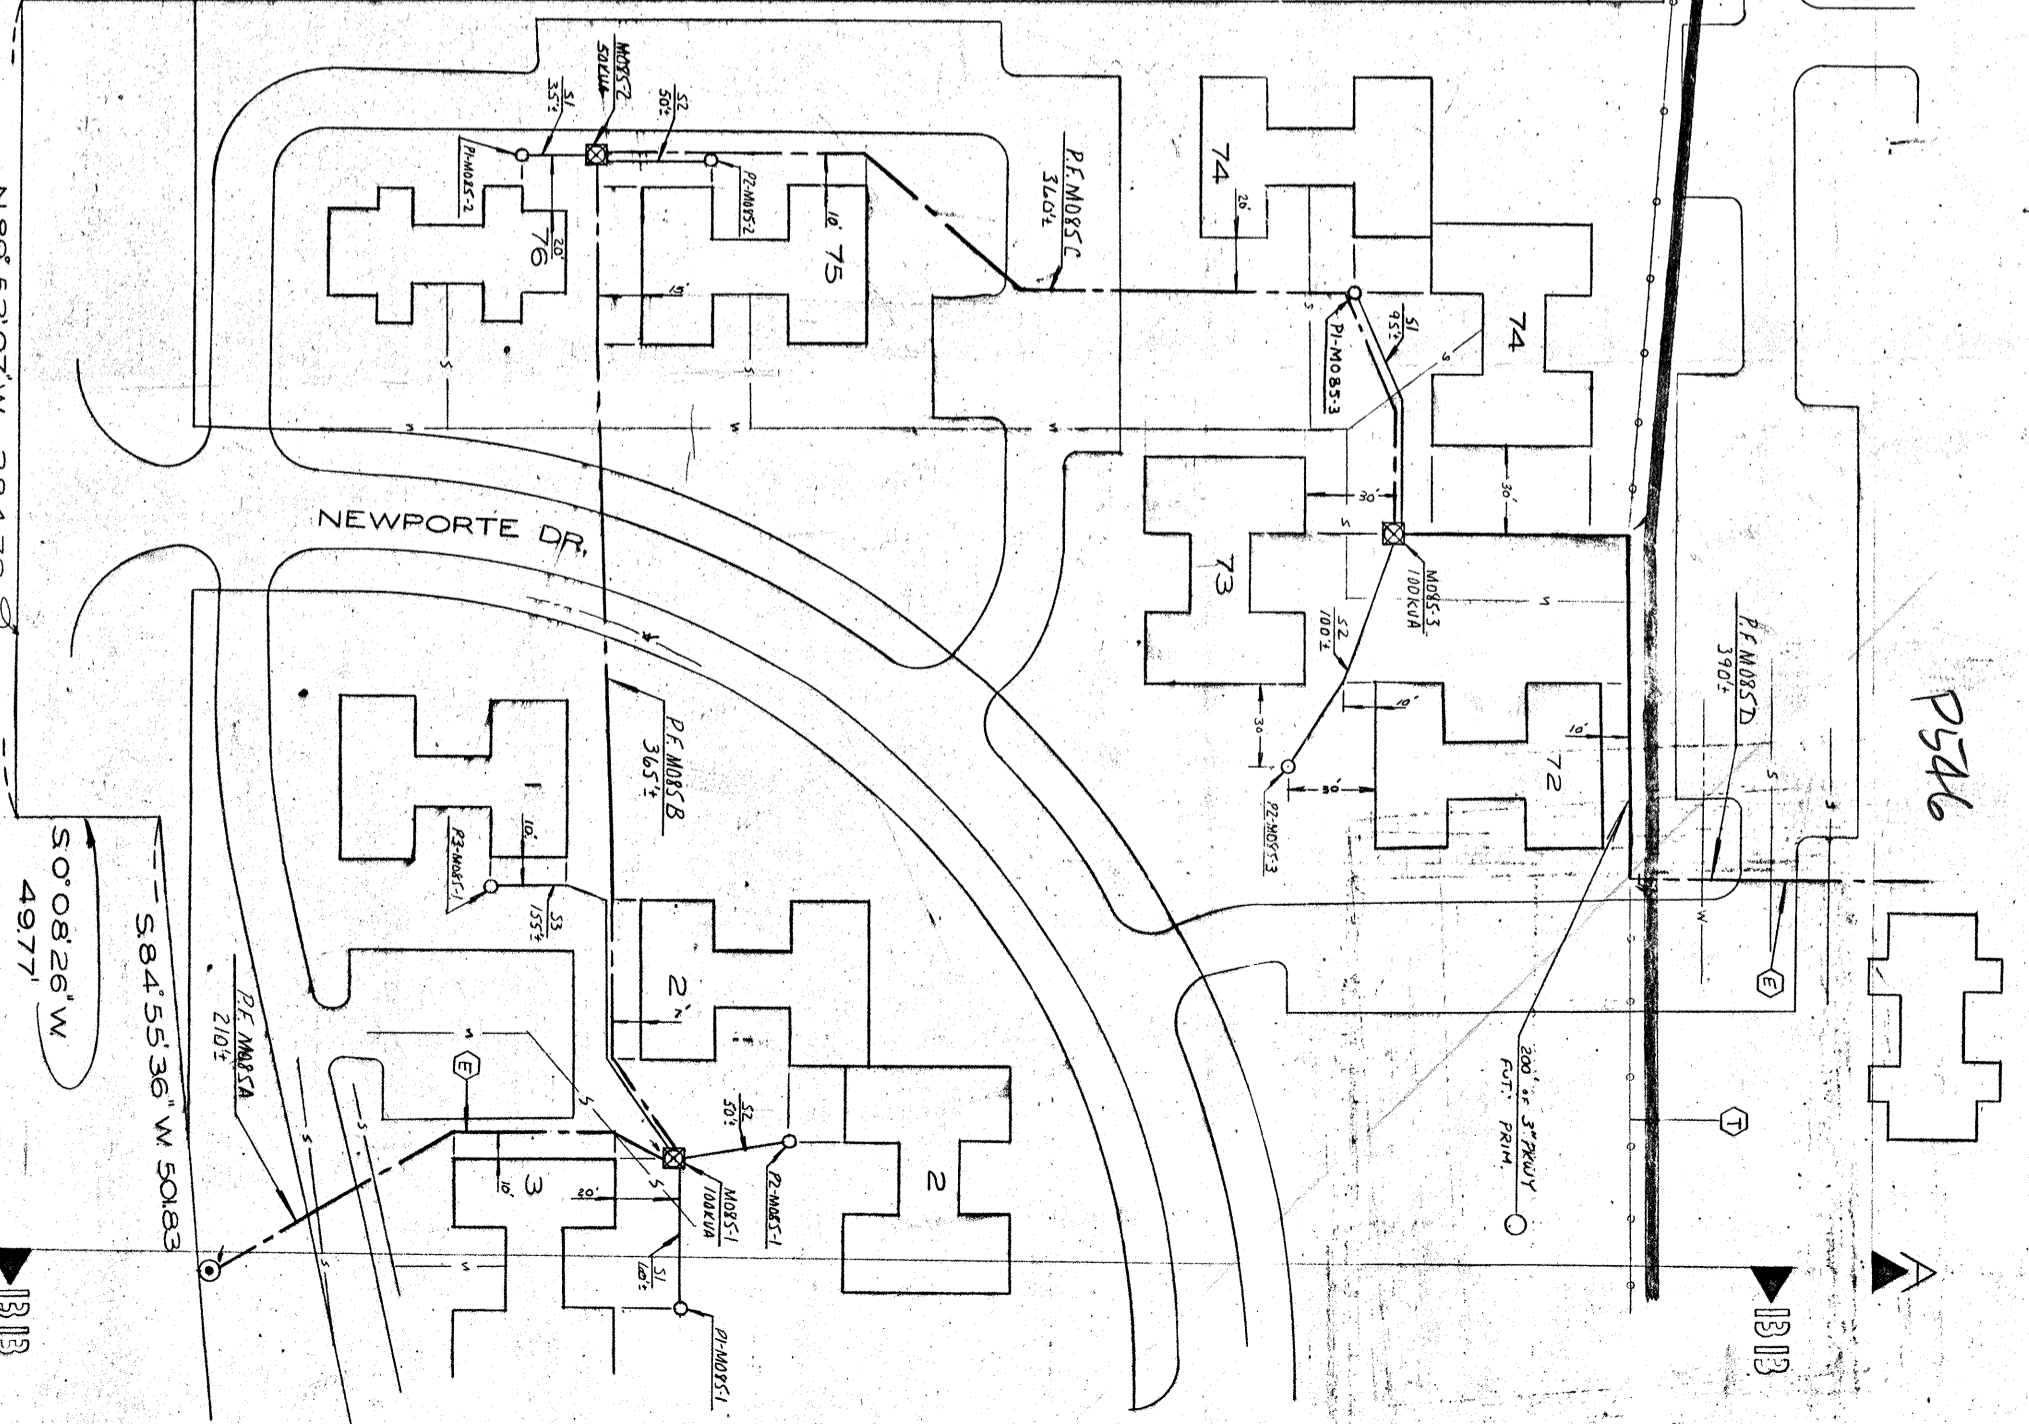 M085-2
50KVA
S1
35'±
S2
50'±
P1-M085-2
P2-M085-2
20'
76
10'
75
15'
P.F. M085C
360'±
74
26'
S1
95'±
P1-M085-3
74
30'
30'
73
M085-3
100KVA
S2
100'±
30'
30'
P2-M085-3
10'
10'
72
P.F. M085D
390'±
P546
NEWPORTE DR.
P.F. M085B
365'±
1
10'
P3-M085-1
S3
155'±
2
S2
50'±
P2-M085-1
2
M085-1
100KVA
3
10'
20'
S1
60'±
P1-M085-1
P.F. M085A
210'±
E
E
T
W
200' OF 3" PKWY
FUT. PRIM.
S.0°08'26"W
49.77'
S.84°55'36"W. 501.83
A
BB
BB